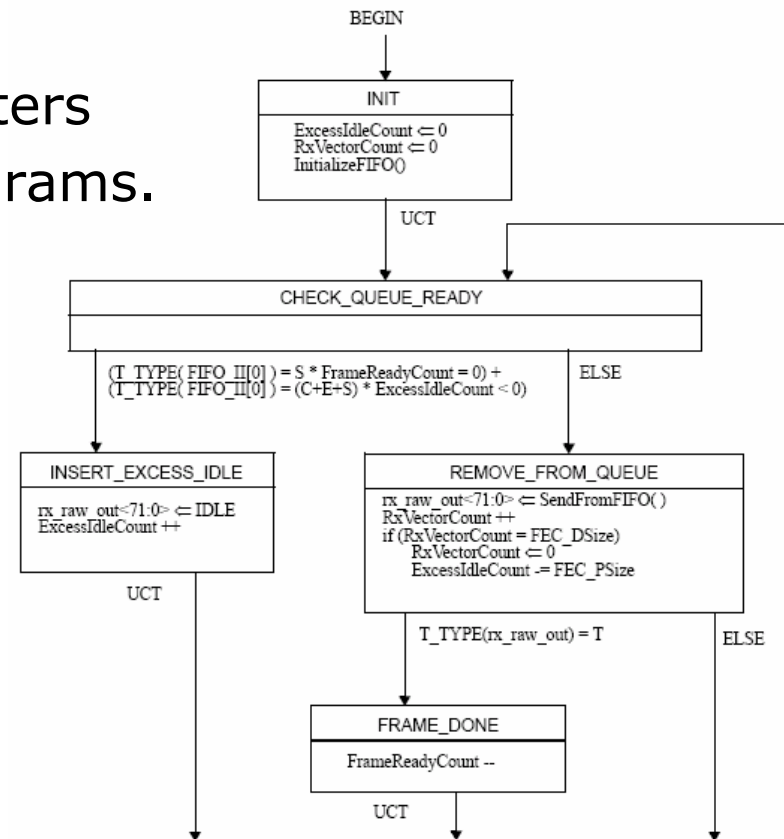 BEGIN
ters
rams.
INIT
ExcessIdleCount ⇐ 0
RxVectorCount ⇐ 0
InitializeFIFO()
UCT
CHECK_QUEUE_READY
(T_TYPE( FIFO_II[0] ) = S * FrameReadyCount = 0) +
(T_TYPE( FIFO_II[0] ) = (C+E+S) * ExcessIdleCount < 0)
ELSE
INSERT_EXCESS_IDLE
rx_raw_out<71:0> ⇐ IDLE
ExcessIdleCount ++
UCT
REMOVE_FROM_QUEUE
rx_raw_out<71:0> ⇐ SendFromFIFO( )
RxVectorCount ++
if (RxVectorCount = FEC_DSize)
RxVectorCount ⇐ 0
ExcessIdleCount -= FEC_PSize
T_TYPE(rx_raw_out) = T
ELSE
FRAME_DONE
FrameReadyCount --
UCT